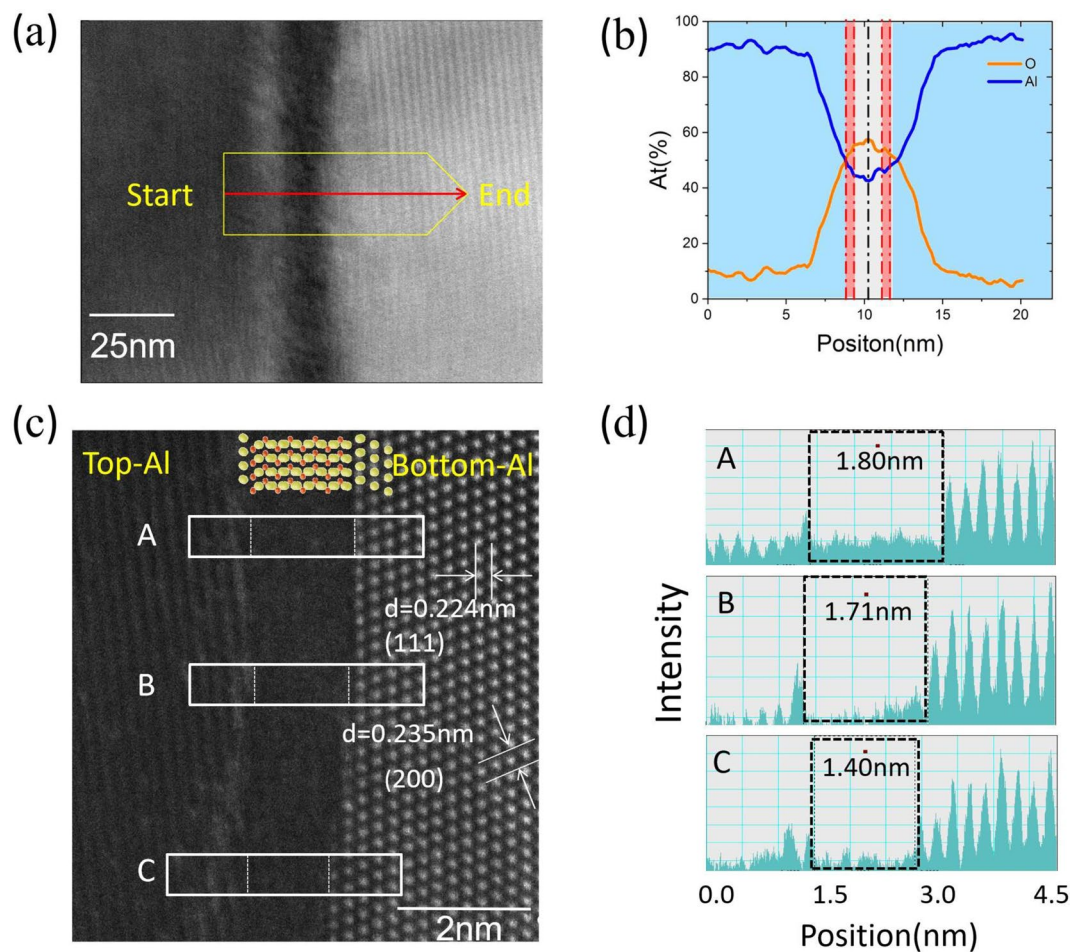 (a)
Start
End
25nm
(b)
100
80
60
40
20
0
At(%)
O
Al
0
5
10
15
20
Positon(nm)
(c)
Top-Al
Bottom-Al
A
d=0.224nm
(111)
B
d=0.235nm
(200)
C
2nm
(d)
Intensity
A
1.80nm
B
1.71nm
C
1.40nm
0.0
1.5
3.0
4.5
Position(nm)